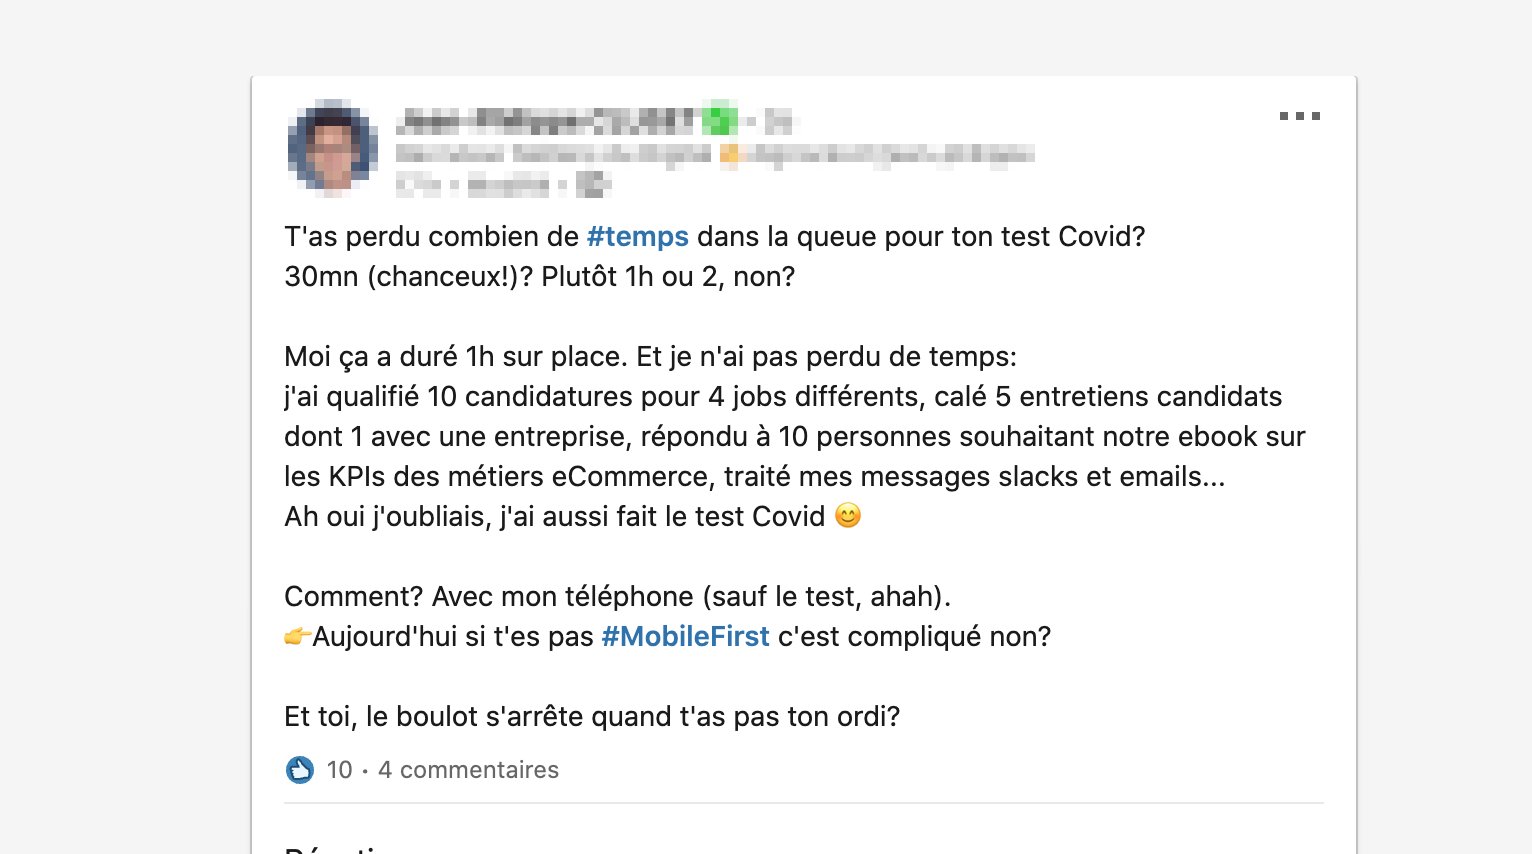 T'as perdu combien de #temps dans la queue pour ton test Covid?
30mn (chanceux!)? Plutôt 1h ou 2, non?
Moi ça a duré 1h sur place. Et je n'ai pas perdu de temps:
j'ai qualifié 10 candidatures pour 4 jobs différents, calé 5 entretiens candidats
dont 1 avec une entreprise, répondu à 10 personnes souhaitant notre ebook sur
les KPIs des métiers eCommerce, traité mes messages slacks et emails...
Ah oui j'oubliais, j'ai aussi fait le test Covid 😊
Comment? Avec mon téléphone (sauf le test, ahah).
👉Aujourd'hui si t'es pas #MobileFirst c'est compliqué non?
Et toi, le boulot s'arrête quand t'as pas ton ordi?
10 · 4 commentaires